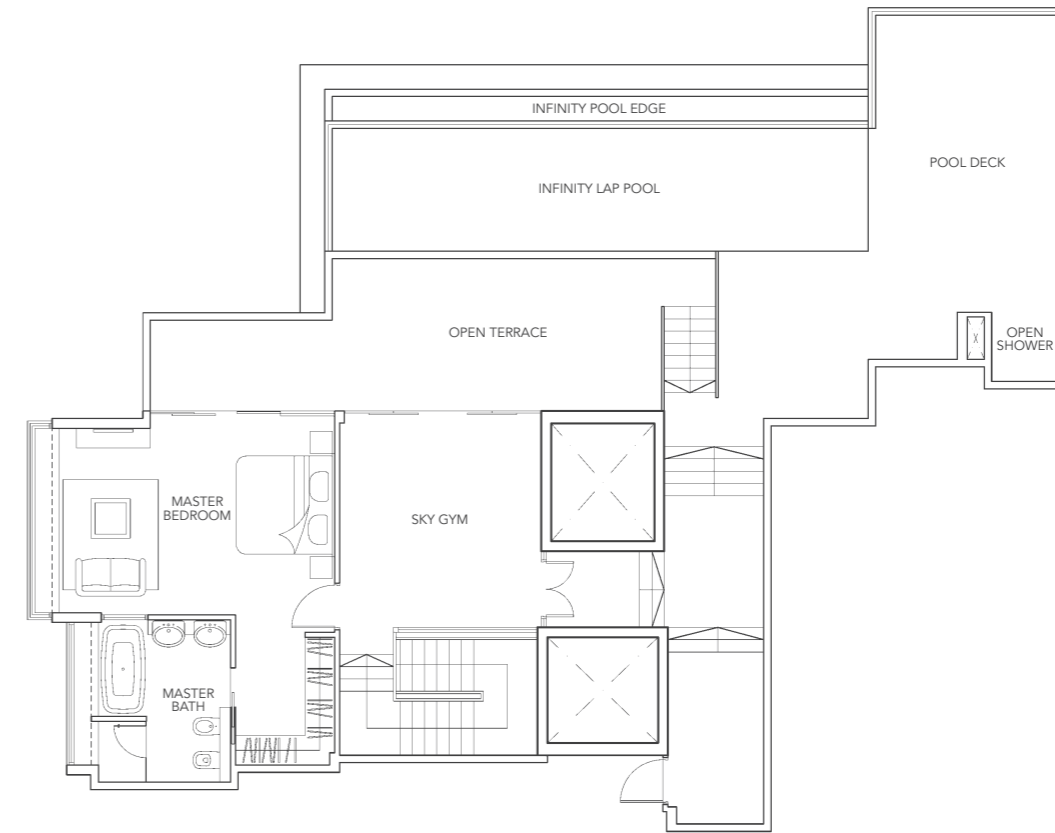 INFINITY POOL EDGE
POOL DECK
INFINITY LAP POOL
OPEN TERRACE
OPEN
SHOWER
MASTER
BEDROOM
SKY GYM
MASTER
BATH